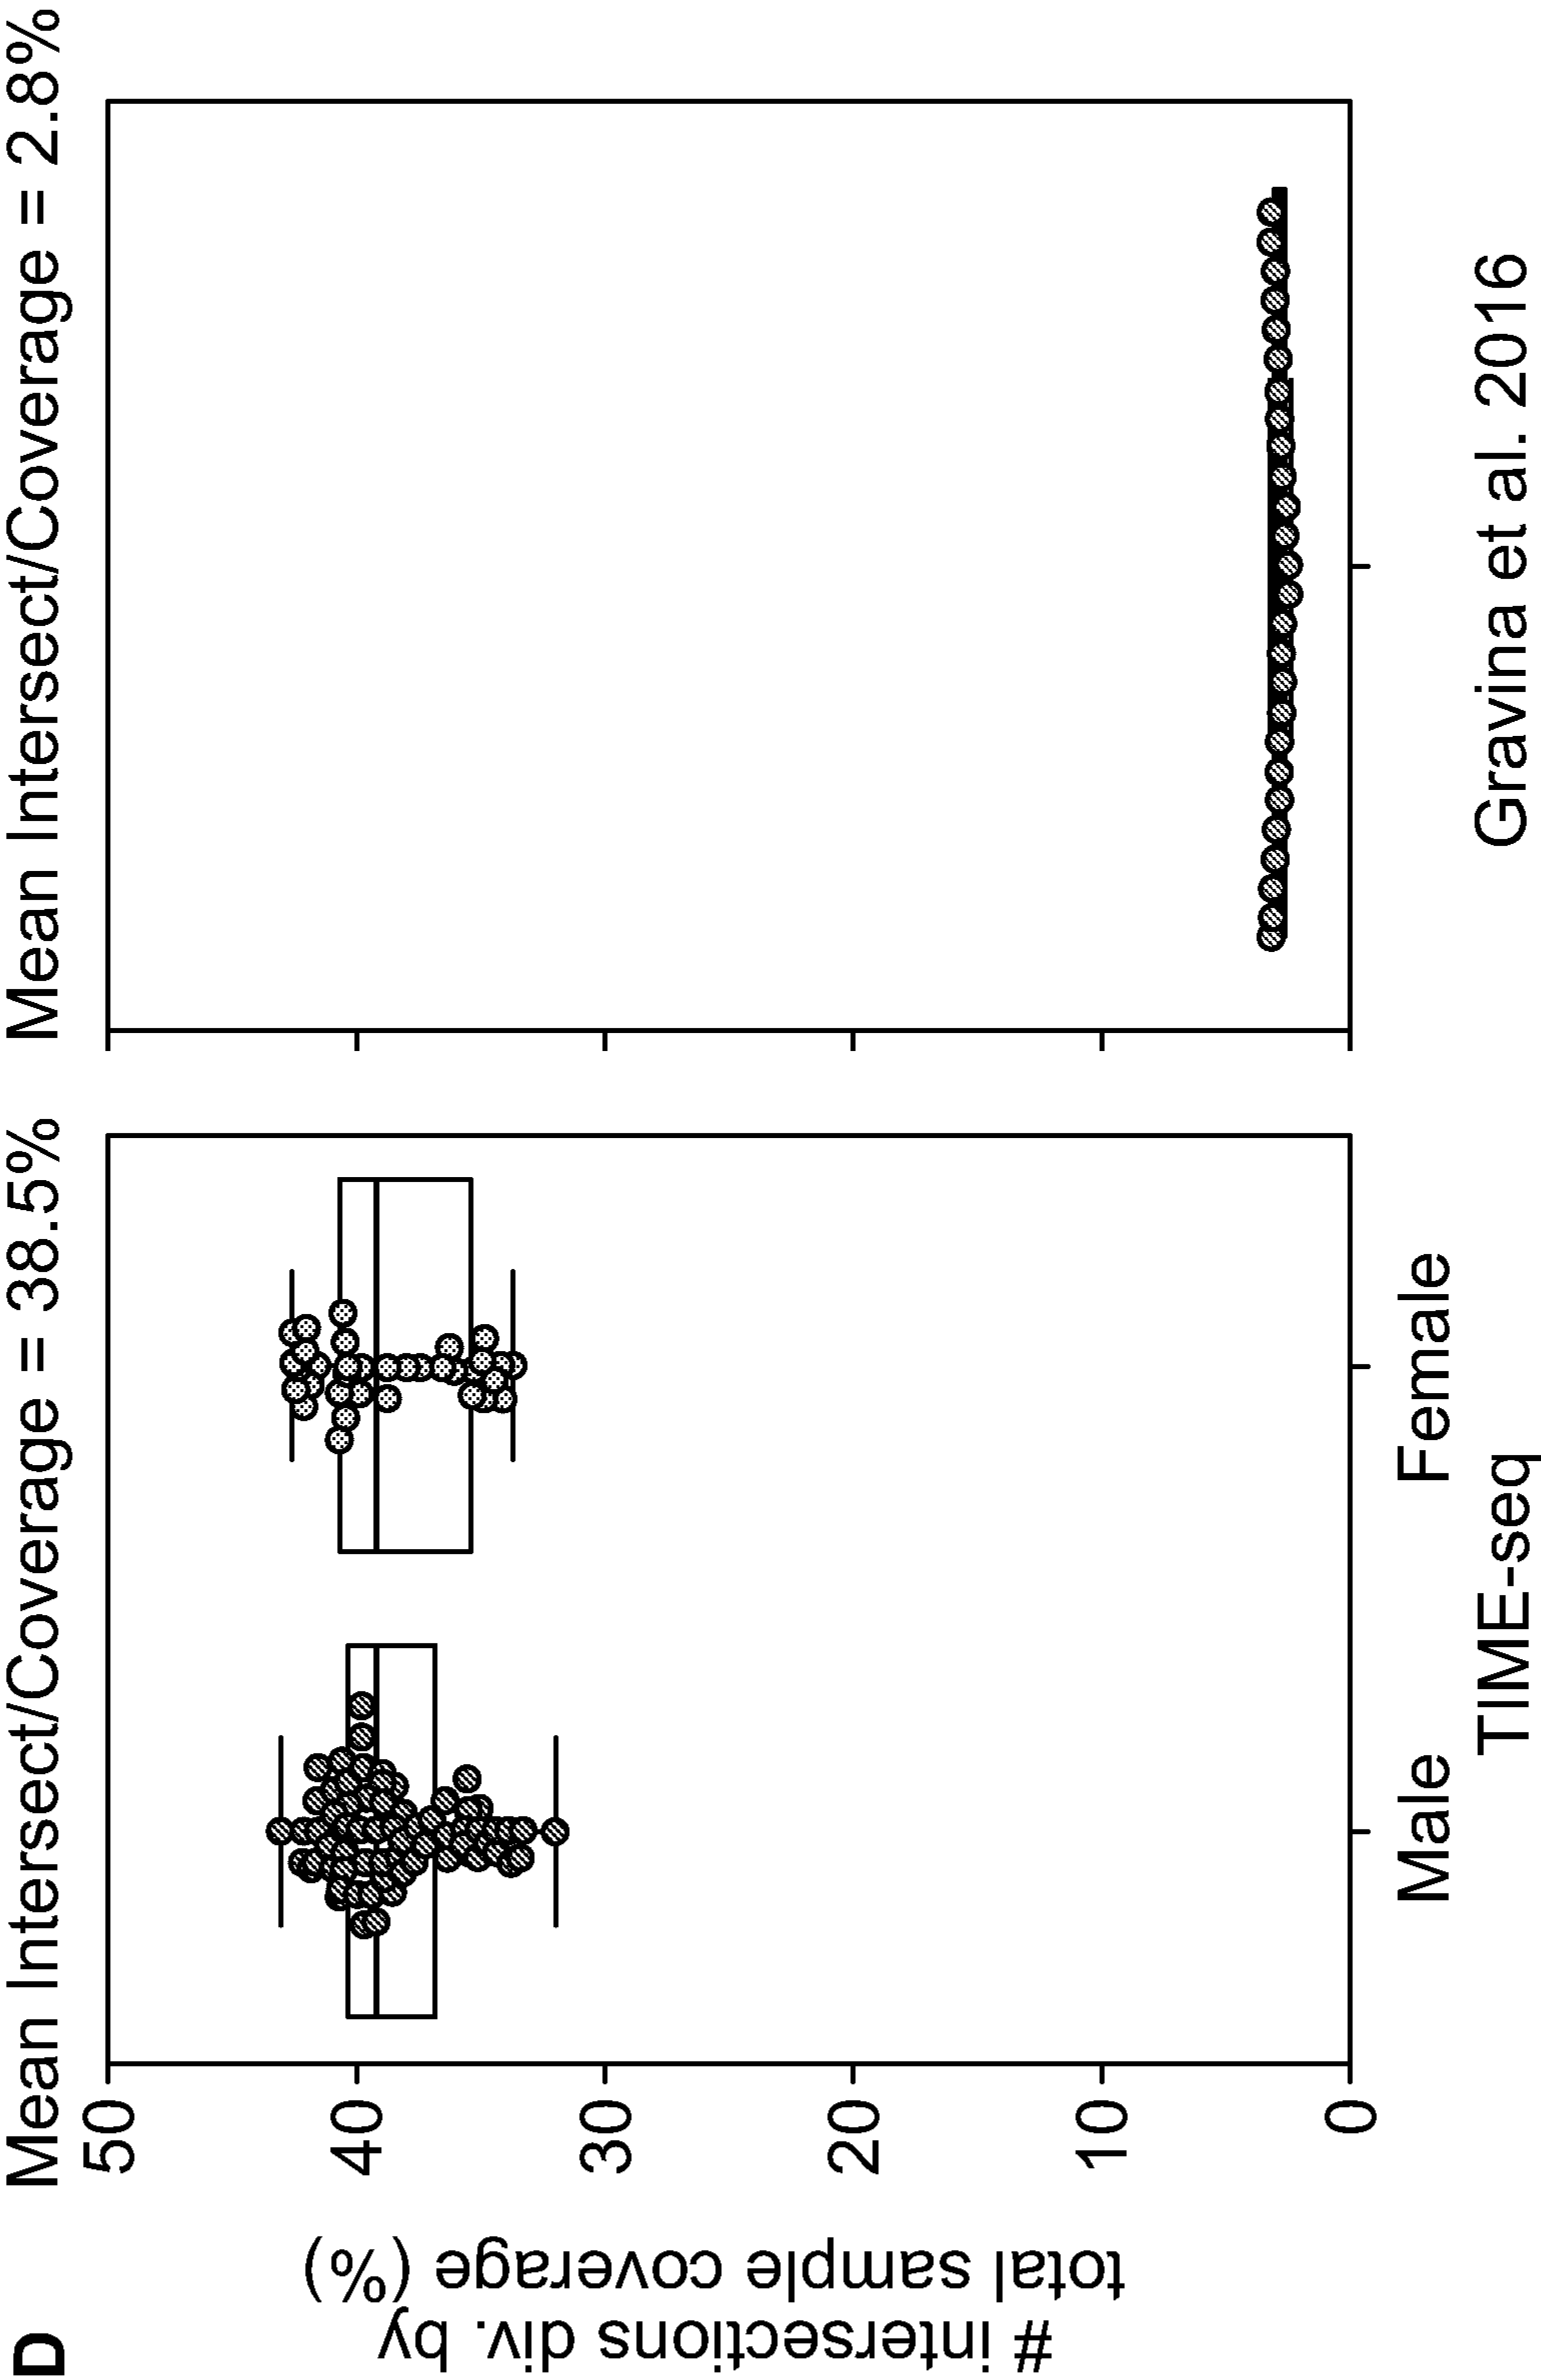 D
Mean Intersect/Coverage = 38.5%
Mean Intersect/Coverage = 2.8%
# intersections div. by
total sample coverage (%)
50
40
30
20
10
0
Male
Female
TIME-seq
Gravina et al. 2016